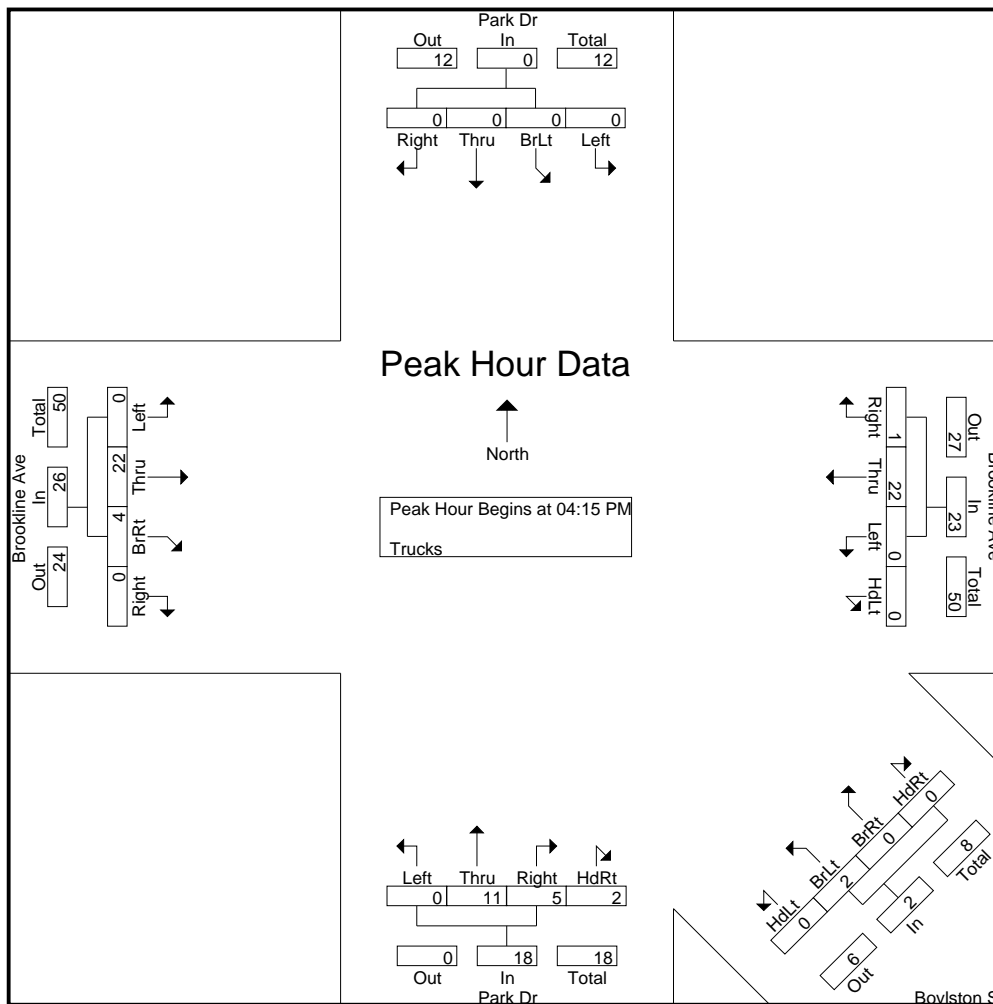 Park Dr
Out In Total
12 0 12
0 0 0 0
Right Thru BrLt Left
Peak Hour Data
North
Peak Hour Begins at 04:15 PM
Trucks
Brookline Ave
Total In Out
50 26 24
0 22 4 0
Left Thru BrRt Right
Right Thru Left HdLt
1 22 0 0
Out In Total
27 23 50
Brookline Ave
HdLt BrLt BrRt HdRt
0 2 0 0
6 2 8
Out In Total
Boylston S
Left Thru Right HdRt
0 11 5 2
0 18 18
Out In Total
Park Dr